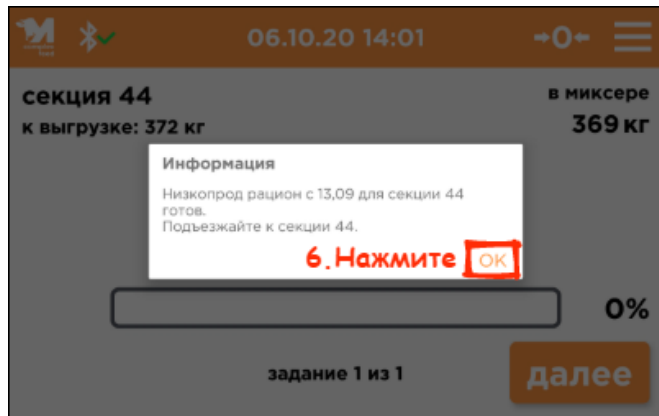 06.10.20 14:01
→0←
секция 44
в миксере
к выгрузке: 372 кг
369 кг
Информация
Низкопрод рацион с 13,09 для секции 44
готов.
Подъезжайте к секции 44.
6.Нажмите
OK
0%
задание 1 из 1
далее